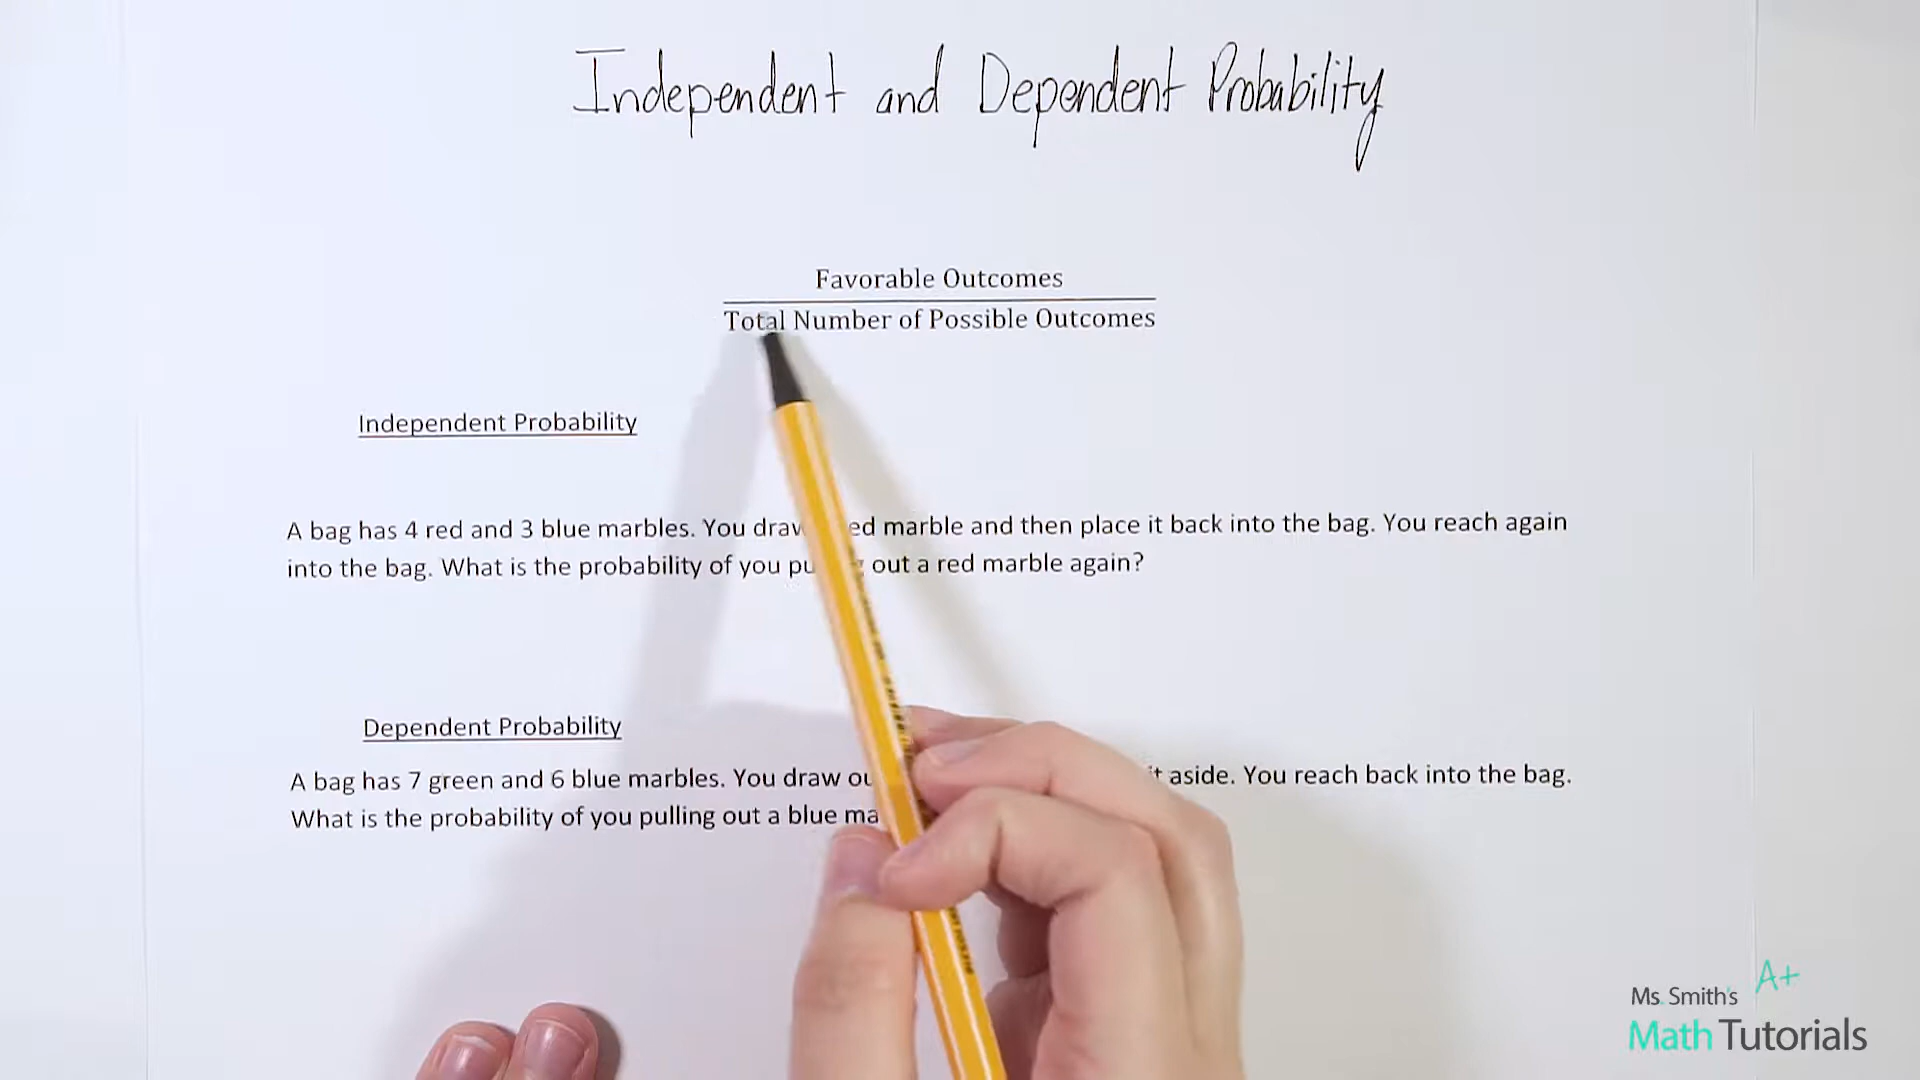 Independent and Dependent Probability
Favorable Outcomes
Total Number of Possible Outcomes
Independent Probability
A bag has 4 red and 3 blue marbles. You draw marble and then place it back into the bag. You reach again
into the bag. What is the probability of you out a red marble again?
Dependent Probability
A bag has 7 green and 6 blue marbles. You draw aside. You reach back into the bag.
What is the probability of you pulling out a blue
A+
Ms. Smith's
Math Tutorials